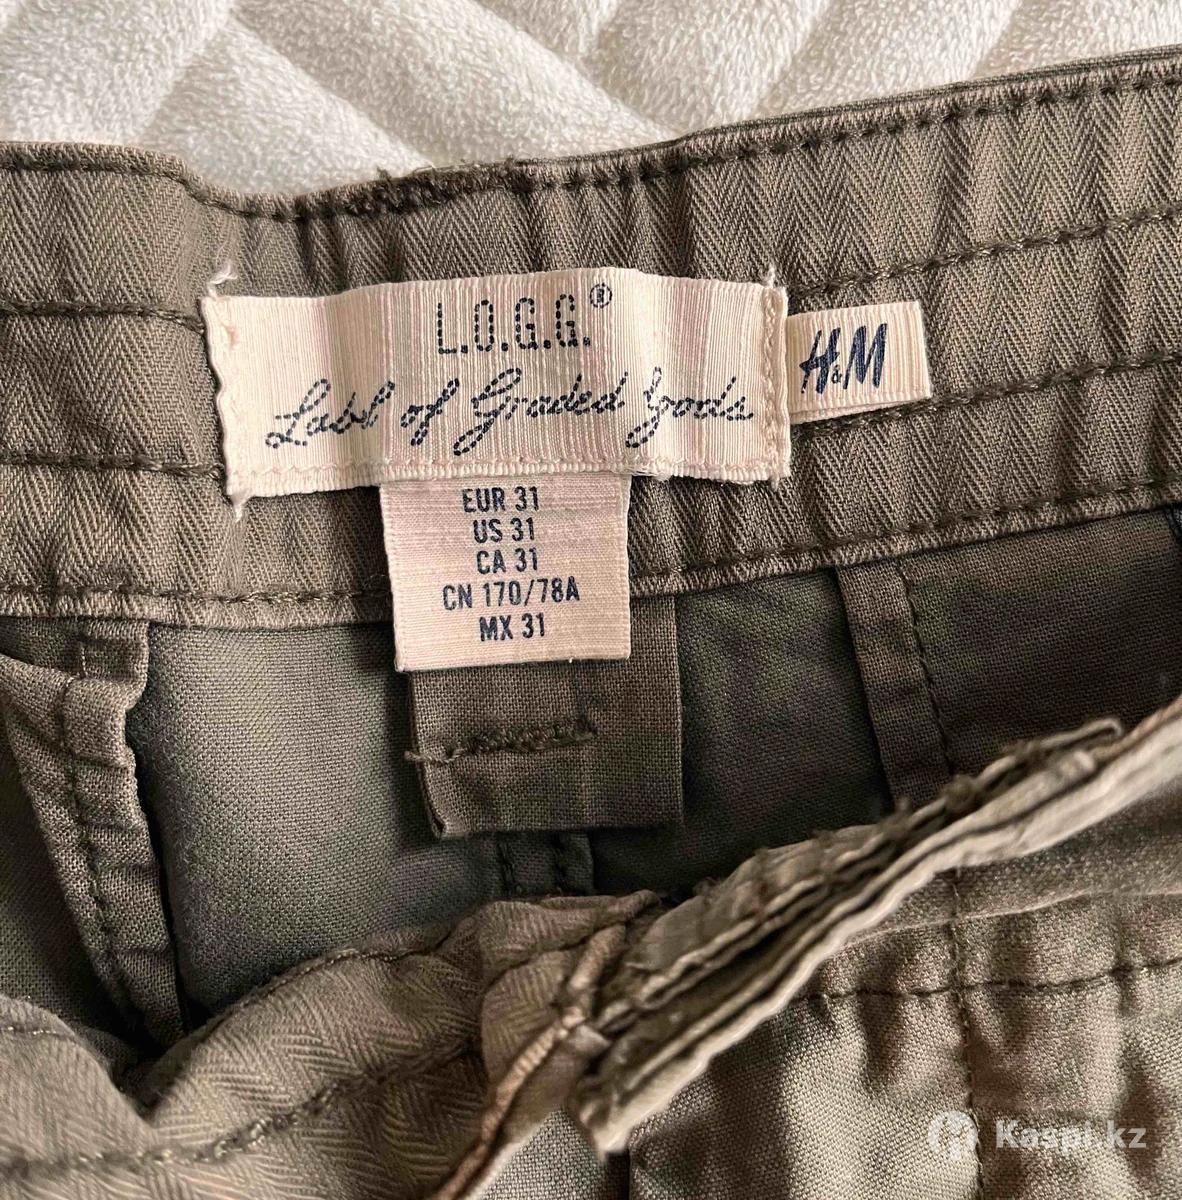 L.O.G.G.®
Label of Graded Goods
H&M
EUR 31
US 31
CA 31
CN 170/78A
MX 31
Kaspi.kz